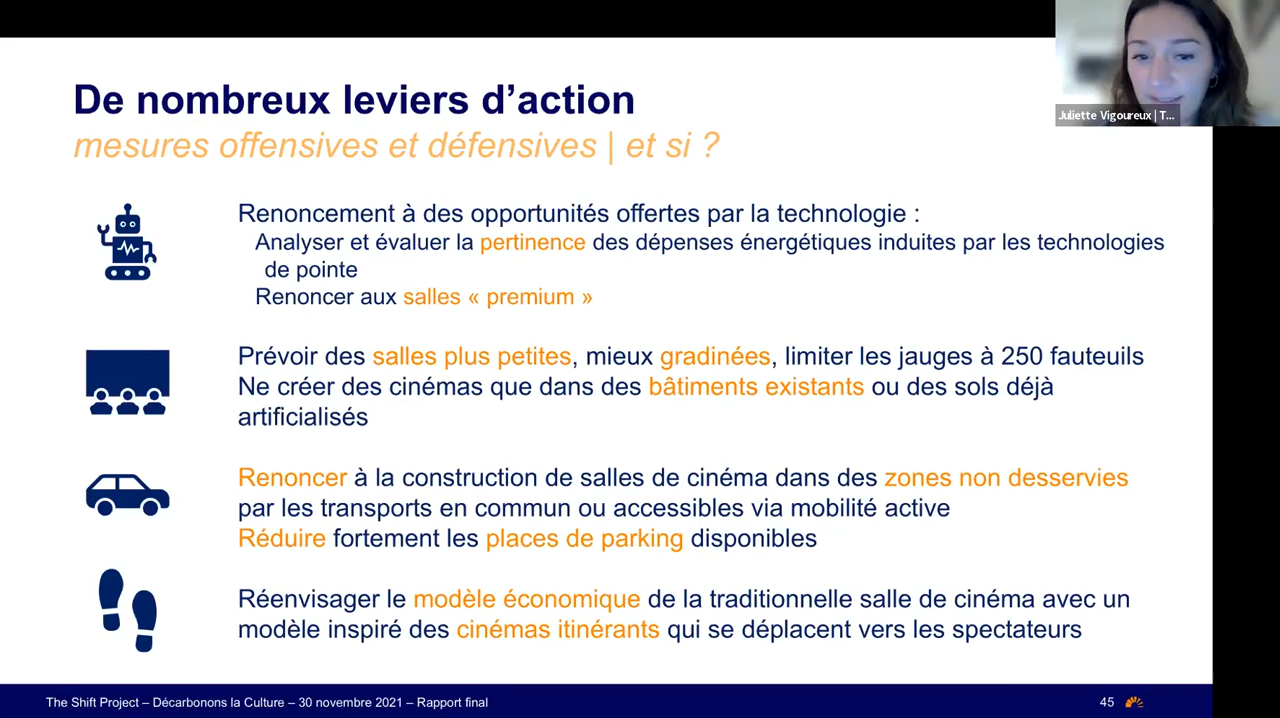 De nombreux leviers d’action
mesures offensives et défensives | et si ?
Juliette Vigoureux | T...
Renoncement à des opportunités offertes par la technologie :
Analyser et évaluer la pertinence des dépenses énergétiques induites par les technologies
de pointe
Renoncer aux salles « premium »
Prévoir des salles plus petites, mieux gradinées, limiter les jauges à 250 fauteuils
Ne créer des cinémas que dans des bâtiments existants ou des sols déjà
artificialisés
Renoncer à la construction de salles de cinéma dans des zones non desservies
par les transports en commun ou accessibles via mobilité active
Réduire fortement les places de parking disponibles
Réenvisager le modèle économique de la traditionnelle salle de cinéma avec un
modèle inspiré des cinémas itinérants qui se déplacent vers les spectateurs
The Shift Project – Décarbonons la Culture – 30 novembre 2021 – Rapport final
45